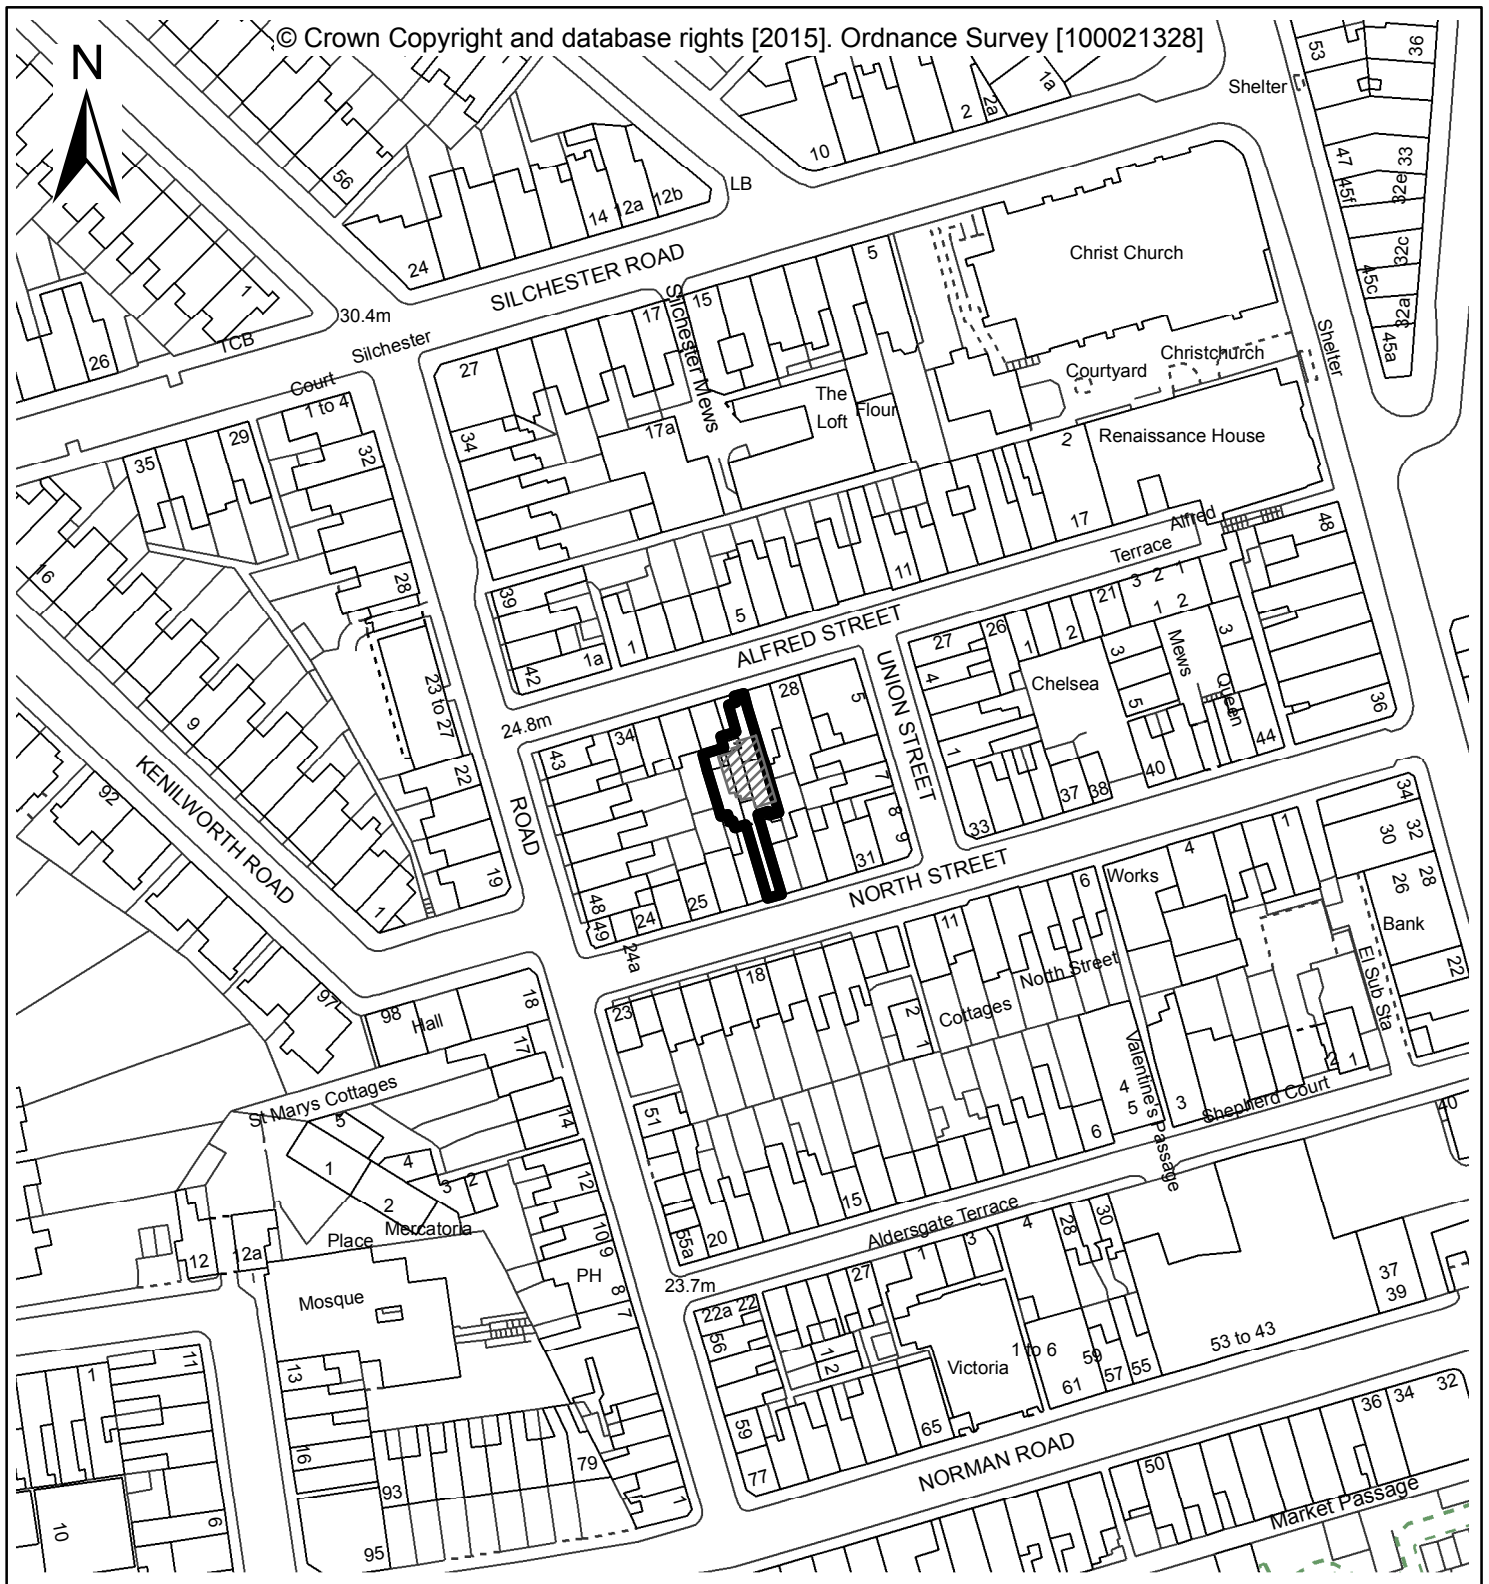 © Crown Copyright and database rights [2015]. Ordnance Survey [100021328]
N
53
36
Shelter
1a
2a
2
10
47
45f
33
32e
32c
45c
32a
45a
56
LB
14
12a
12b
24
SILCHESTER ROAD
5
Christ Church
1
30.4m
TCB
26
Silchester
Court
1 to 4
27
17
15
Silchester Mews
Shelter
Christchurch
Courtyard
The
Loft
Flour
35
29
32
34
17a
2
Renaissance House
16
28
39
42
1a
1
5
11
17
Alfred
Terrace
48
ALFRED STREET
9
23 to 27
22
24.8m
43
34
28
5
UNION STREET
27
26
1
2
21
3
2
1
1
2
4
3
Chelsea
5
Mews
3
Queen
36
1
7
8
9
33
37
38
40
44
KENILWORTH ROAD
92
1
19
ROAD
48
49
24
24a
25
31
NORTH STREET
34
32
30
28
26
Bank
22
97
98
Hall
18
17
14
23
18
11
6
Works
4
1
North Street
Cottages
2
1
El Sub Sta
Valentine's Passage
4
5
3
2
1
Shepherd Court
40
St Marys Cottages
5
1
4
2
3
2
Mercatoria
Place
12
12a
Mosque
12
10
9
PH
8
7
51
55a
20
15
6
Aldersgate Terrace
23.7m
22a
22
56
27
1
3
4
28
30
1
2
37
39
53 to 43
Victoria
1 to 6
59
61
57
55
59
77
65
NORMAN ROAD
11
1
13
16
93
79
95
1
10
6
32
34
36
50
Market Passage